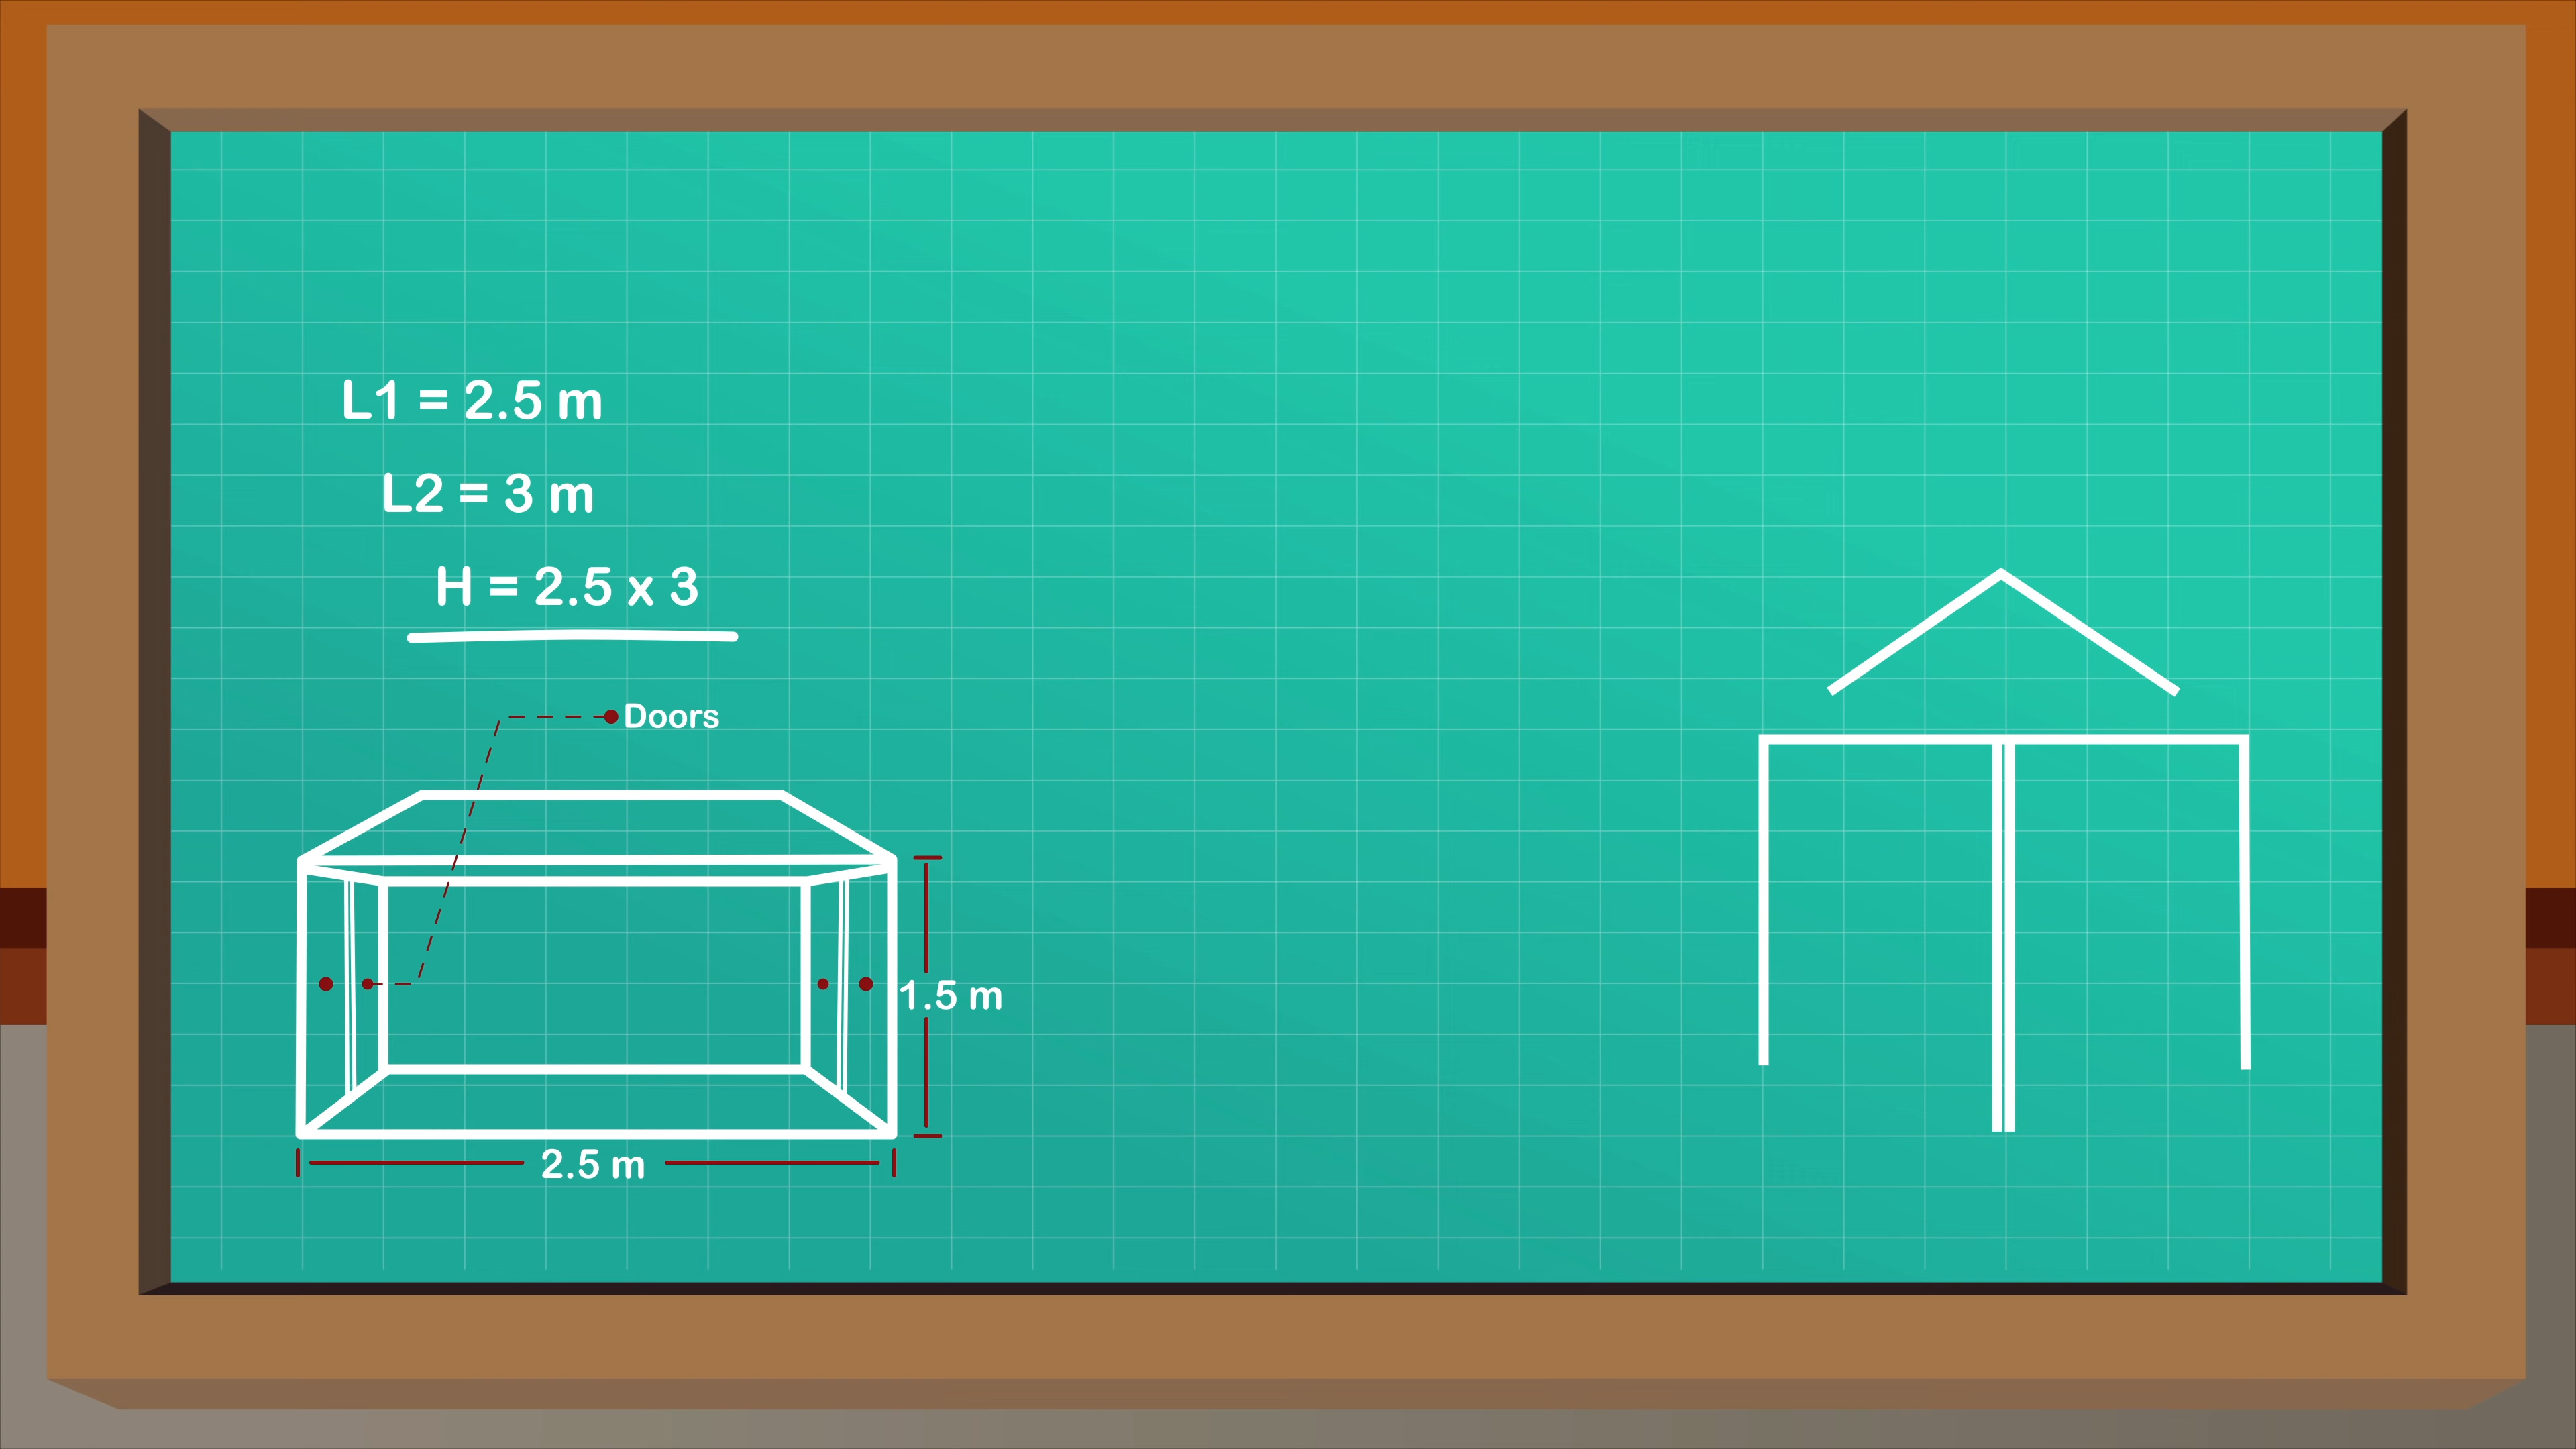 L1 = 2.5 m
L2 = 3 m
H = 2.5 x 3
Doors
1.5 m
2.5 m